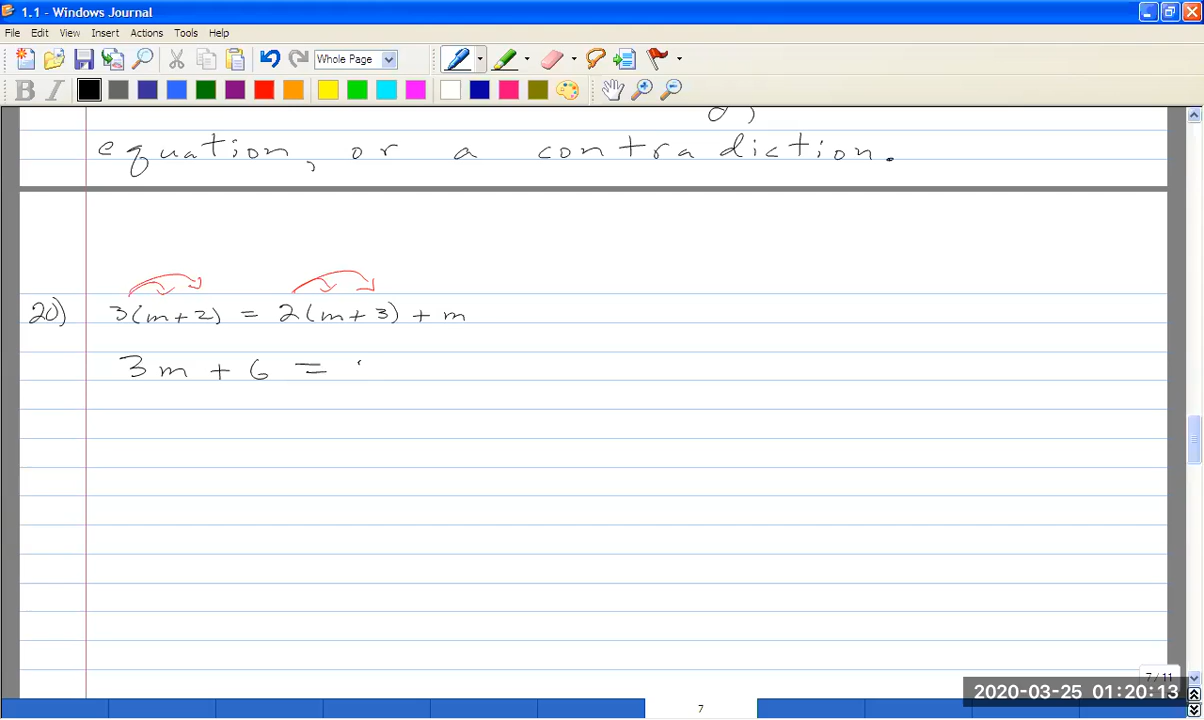 1.1 - Windows Journal
File Edit View Insert Actions Tools Help
Whole Page
B I
equation, or a contradiction.
20) 3(m+2) = 2(m+3) + m
3m + 6 =
7/11
2020-03-25 01:20:13
7